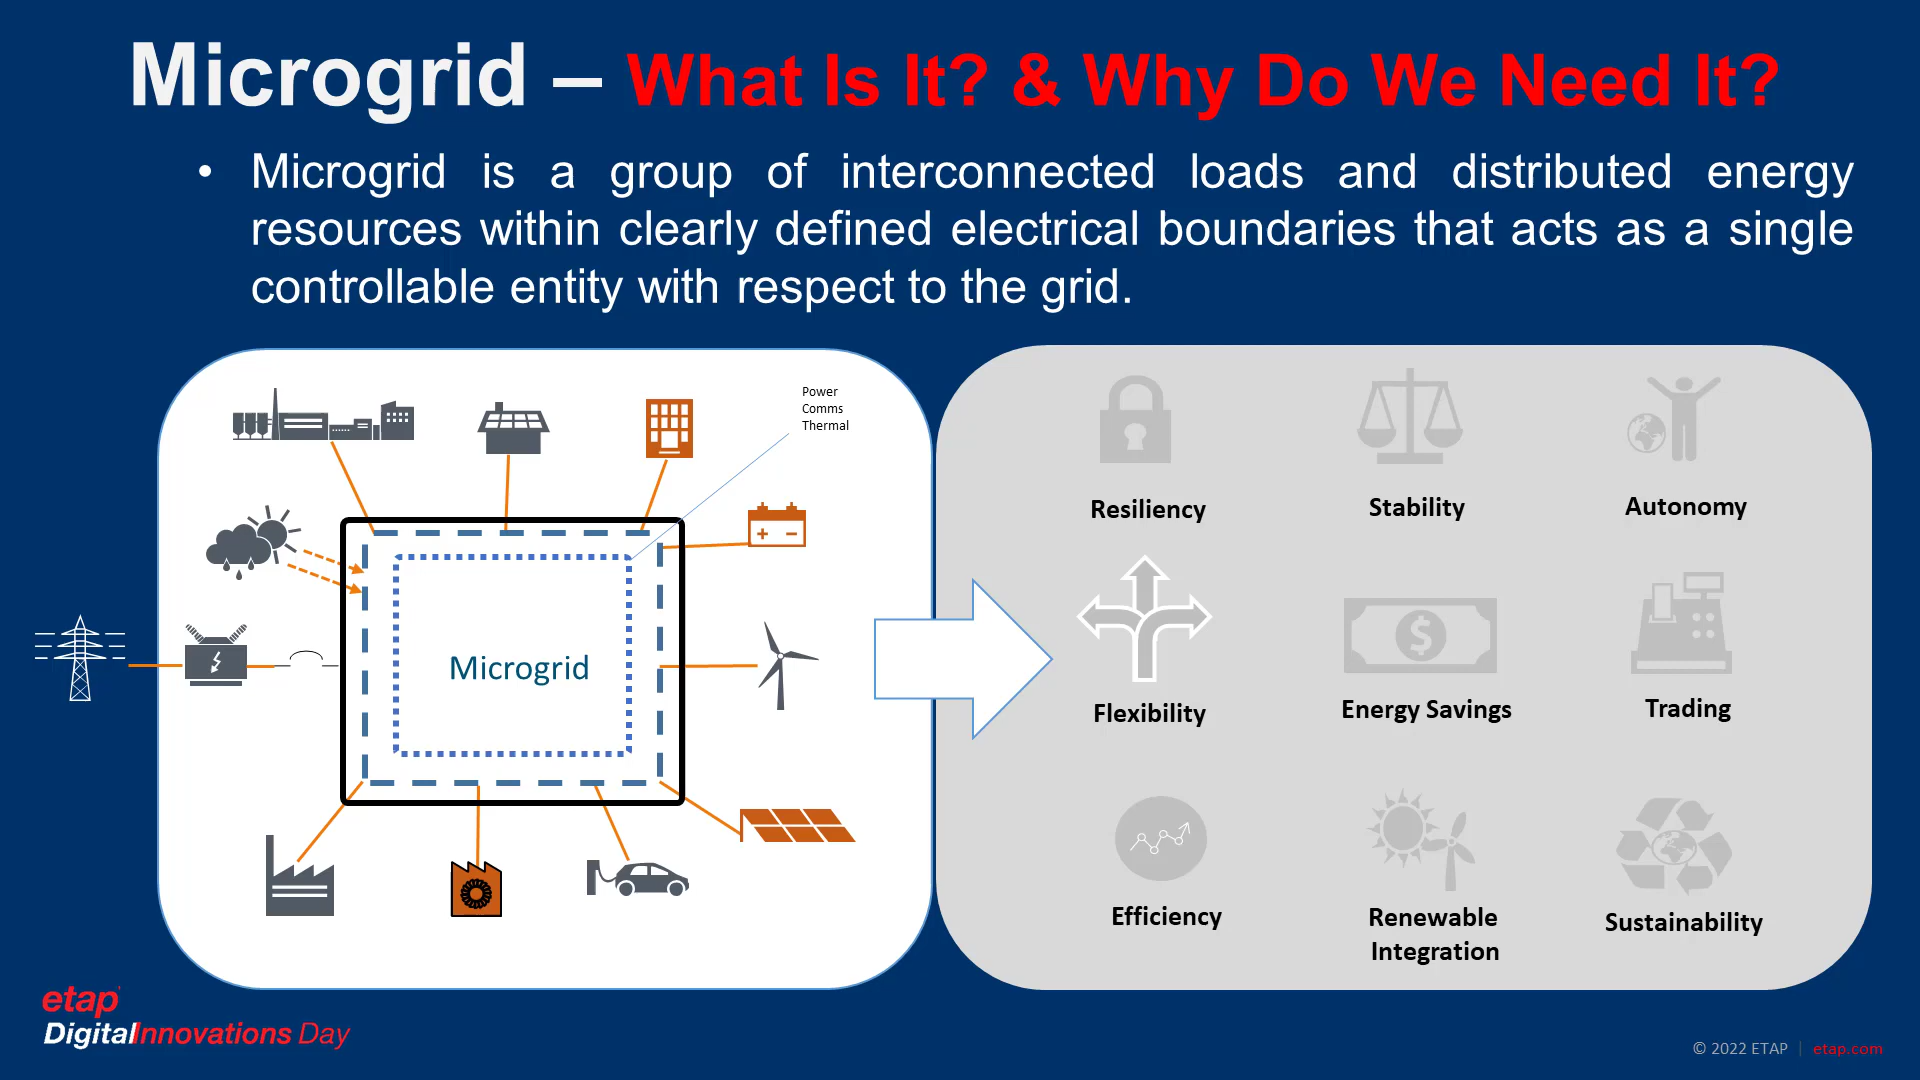 Microgrid – What Is It? & Why Do We Need It?
• Microgrid is a group of interconnected loads and distributed energy
resources within clearly defined electrical boundaries that acts as a single
controllable entity with respect to the grid.
Power
Comms
Thermal
Microgrid
Resiliency
Stability
Autonomy
Flexibility
Energy Savings
Trading
Efficiency
Renewable
Integration
Sustainability
etap
DigitalInnovations Day
© 2022 ETAP | etap.com